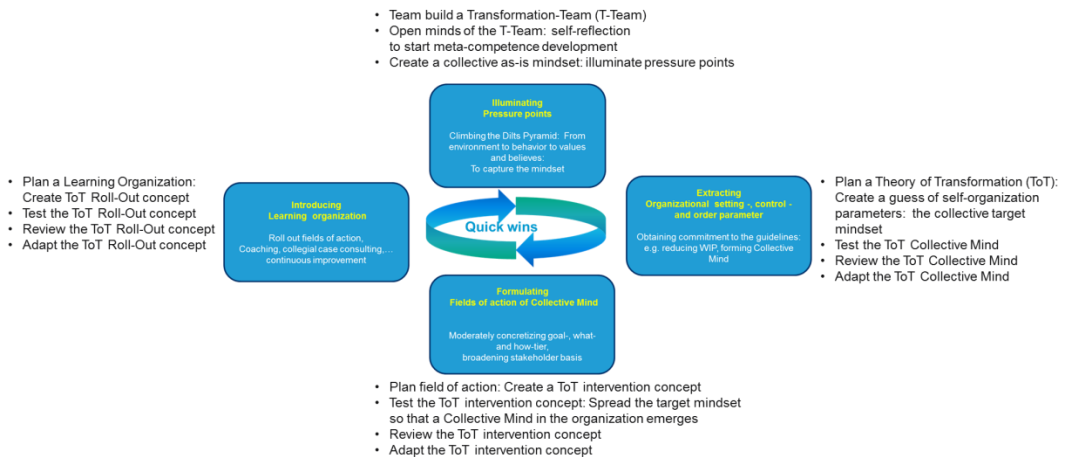 • Team build a Transformation-Team (T-Team)
• Open minds of the T-Team: self-reflection
to start meta-competence development
• Create a collective as-is mindset: illuminate pressure points
Illuminating
Pressure points
Climbing the Dilts Pyramid: From
environment to behavior to values
and believes:
To capture the mindset
• Plan a Learning Organization:
Create ToT Roll-Out concept
• Test the ToT Roll-Out concept
• Review the ToT Roll-Out concept
• Adapt the ToT Roll-Out concept
Introducing
Learning organization
Roll out fields of action,
Coaching, collegial case consulting,...
continuous improvement
Quick wins
Extracting
Organizational setting -, control -
and order parameter
Obtaining commitment to the guidelines:
e.g. reducing WIP, forming Collective
Mind
• Plan a Theory of Transformation (ToT):
Create a guess of self-organization
parameters: the collective target
mindset
• Test the ToT Collective Mind
• Review the ToT Collective Mind
• Adapt the ToT Collective Mind
Formulating
Fields of action of Collective Mind
Moderately concretizing goal-, what-
and how-tier,
broadening stakeholder basis
• Plan field of action: Create a ToT intervention concept
• Test the ToT intervention concept: Spread the target mindset
so that a Collective Mind in the organization emerges
• Review the ToT intervention concept
• Adapt the ToT intervention concept